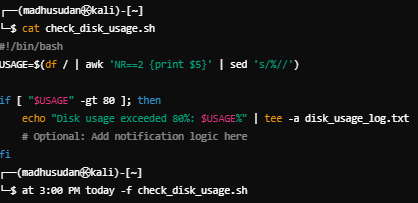 ┌──(madhusudan㉿kali)-[~]
└─$ cat check_disk_usage.sh
#!/bin/bash
USAGE=$(df / | awk 'NR==2 {print $5}' | sed 's/%//')
if [ "$USAGE" -gt 80 ]; then
    echo "Disk usage exceeded 80%: $USAGE%" | tee -a disk_usage_log.txt
    # Optional: Add notification logic here
fi
┌──(madhusudan㉿kali)-[~]
└─$ at 3:00 PM today -f check_disk_usage.sh